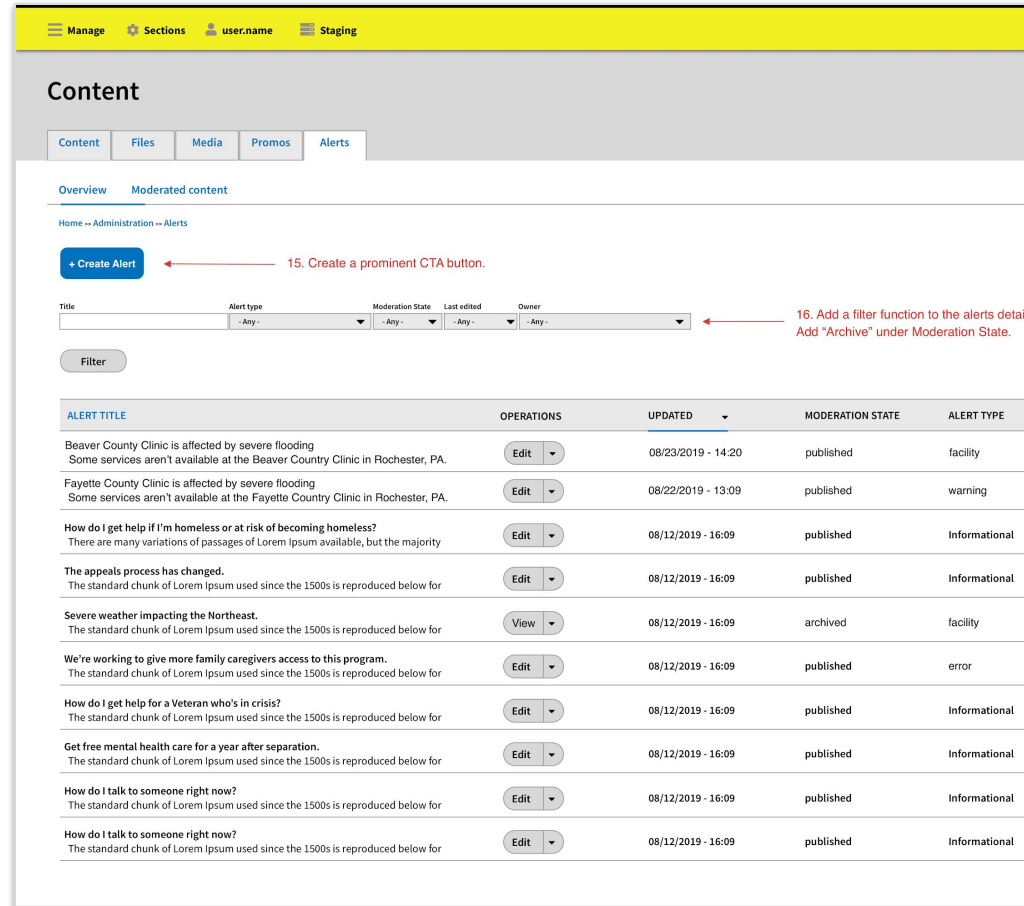 Manage Sections user.name Staging
Content
Content Files Media Promos Alerts
Overview Moderated content
Home ›› Administration ›› Alerts
+ Create Alert
15. Create a prominent CTA button.
Title Alert type Moderation State Last edited Owner
- Any - - Any - - Any - - Any -
16. Add a filter function to the alerts detai
Add “Archive” under Moderation State.
Filter
ALERT TITLE OPERATIONS UPDATED MODERATION STATE ALERT TYPE
Beaver County Clinic is affected by severe flooding
Some services aren’t available at the Beaver Country Clinic in Rochester, PA.
Edit 08/23/2019 - 14:20 published facility
Fayette County Clinic is affected by severe flooding
Some services aren’t available at the Fayette Country Clinic in Rochester, PA.
Edit 08/22/2019 - 13:09 published warning
How do I get help if I’m homeless or at risk of becoming homeless?
There are many variations of passages of Lorem Ipsum available, but the majority
Edit 08/12/2019 - 16:09 published Informational
The appeals process has changed.
The standard chunk of Lorem Ipsum used since the 1500s is reproduced below for
Edit 08/12/2019 - 16:09 published Informational
Severe weather impacting the Northeast.
The standard chunk of Lorem Ipsum used since the 1500s is reproduced below for
View 08/12/2019 - 16:09 archived facility
We’re working to give more family caregivers access to this program.
The standard chunk of Lorem Ipsum used since the 1500s is reproduced below for
Edit 08/12/2019 - 16:09 published error
How do I get help for a Veteran who’s in crisis?
The standard chunk of Lorem Ipsum used since the 1500s is reproduced below for
Edit 08/12/2019 - 16:09 published Informational
Get free mental health care for a year after separation.
The standard chunk of Lorem Ipsum used since the 1500s is reproduced below for
Edit 08/12/2019 - 16:09 published Informational
How do I talk to someone right now?
The standard chunk of Lorem Ipsum used since the 1500s is reproduced below for
Edit 08/12/2019 - 16:09 published Informational
How do I talk to someone right now?
The standard chunk of Lorem Ipsum used since the 1500s is reproduced below for
Edit 08/12/2019 - 16:09 published Informational